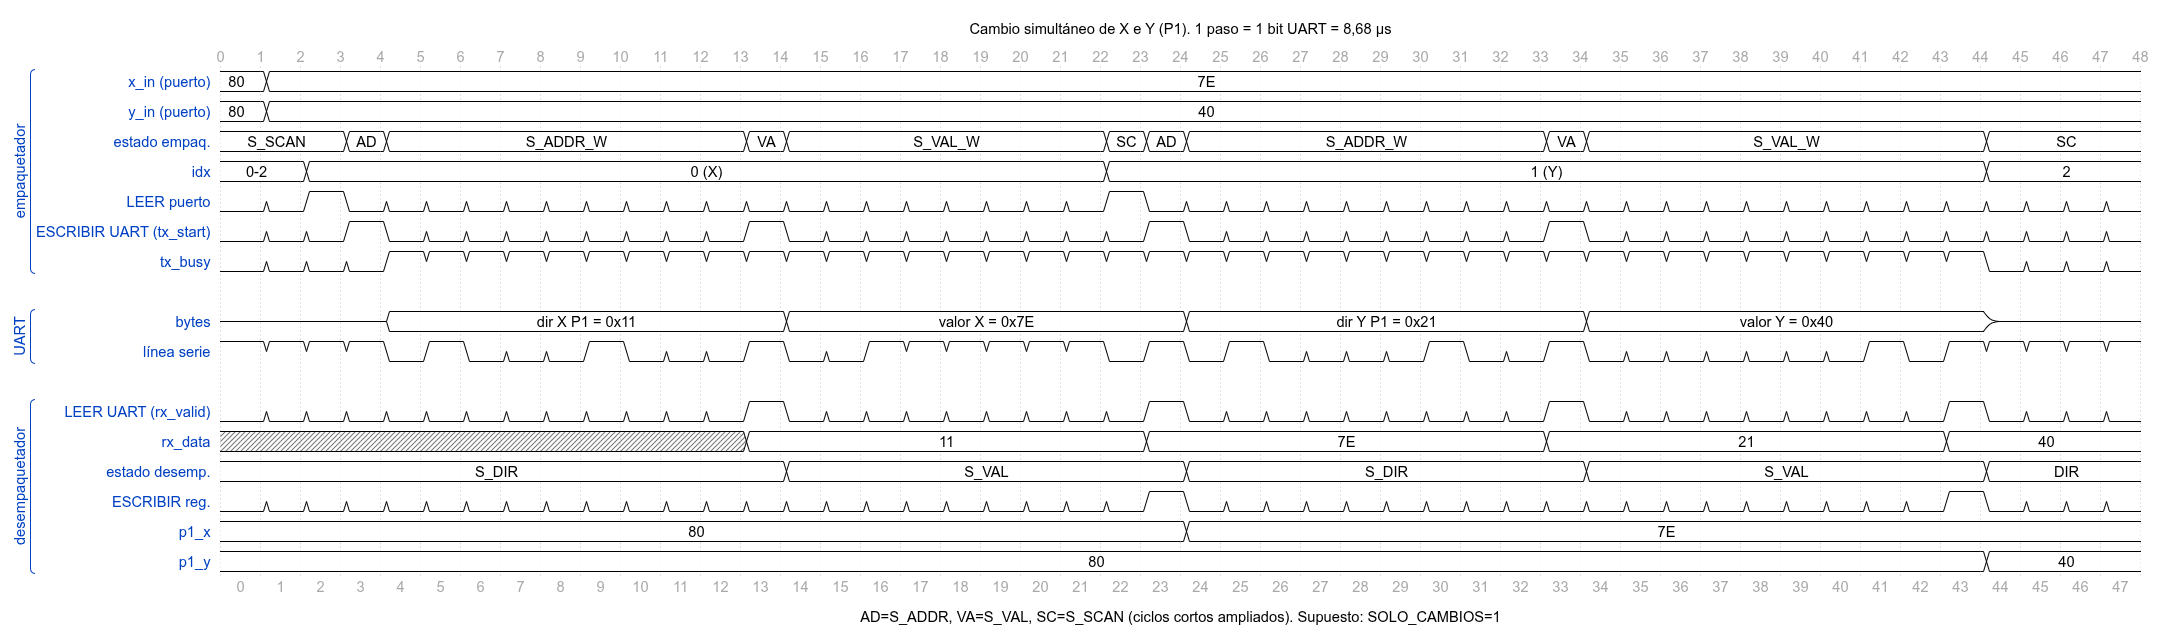 Cambio simultáneo de X e Y (P1). 1 paso = 1 bit UART = 8,68 µs
0 1 2 3 4 5 6 7 8 9 10 11 12 13 14 15 16 17 18 19 20 21 22 23 24 25 26 27 28 29 30 31 32 33 34 35 36 37 38 39 40 41 42 43 44 45 46 47 48
empaquetador
x_in (puerto) 80 7E
y_in (puerto) 80 40
estado empaq. S_SCAN AD S_ADDR_W VA S_VAL_W SC AD S_ADDR_W VA S_VAL_W SC
idx 0-2 0 (X) 1 (Y) 2
LEER puerto
ESCRIBIR UART (tx_start)
tx_busy
UART
bytes dir X P1 = 0x11 valor X = 0x7E dir Y P1 = 0x21 valor Y = 0x40
línea serie
desempaquetador
LEER UART (rx_valid)
rx_data 11 7E 21 40
estado desemp. S_DIR S_VAL S_DIR S_VAL DIR
ESCRIBIR reg.
p1_x 80 7E
p1_y 80 40
0 1 2 3 4 5 6 7 8 9 10 11 12 13 14 15 16 17 18 19 20 21 22 23 24 25 26 27 28 29 30 31 32 33 34 35 36 37 38 39 40 41 42 43 44 45 46 47
AD=S_ADDR, VA=S_VAL, SC=S_SCAN (ciclos cortos ampliados). Supuesto: SOLO_CAMBIOS=1